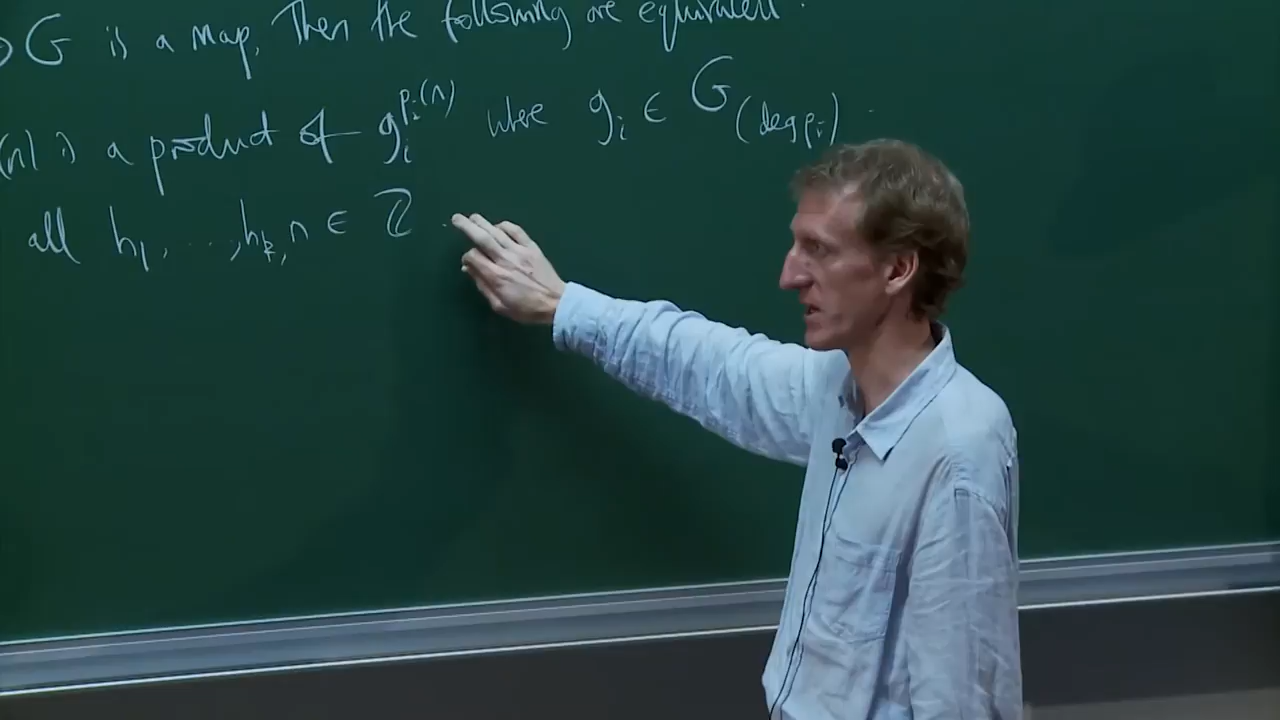 G is a map, Then the following are equivalent.
(n) is a product of g_i^{p_i(n)} where g_i ∈ G_(deg p_i).
all h_1, ..., h_k, n ∈ ℤ.